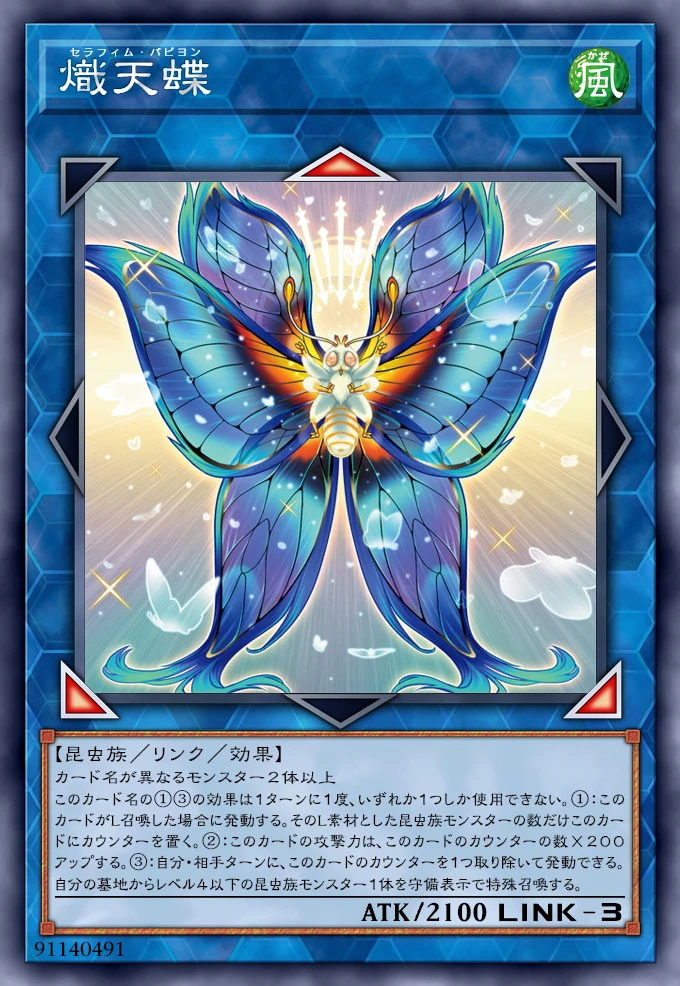 セラフィム・パピヨン
熾天蝶
かぜ
風
【昆虫族／リンク／効果】
カード名が異なるモンスター2体以上
このカード名の①③の効果は1ターンに1度、いずれか1つしか使用できない。①：この
カードがL召喚した場合に発動する。そのL素材とした昆虫族モンスターの数だけこのカー
ドにカウンターを置く。②：このカードの攻撃力は、このカードのカウンターの数×200
アップする。③：自分・相手ターンに、このカードのカウンターを1つ取り除いて発動できる。
自分の墓地からレベル4以下の昆虫族モンスター1体を守備表示で特殊召喚する。
ATK/2100 LINK-3
91140491